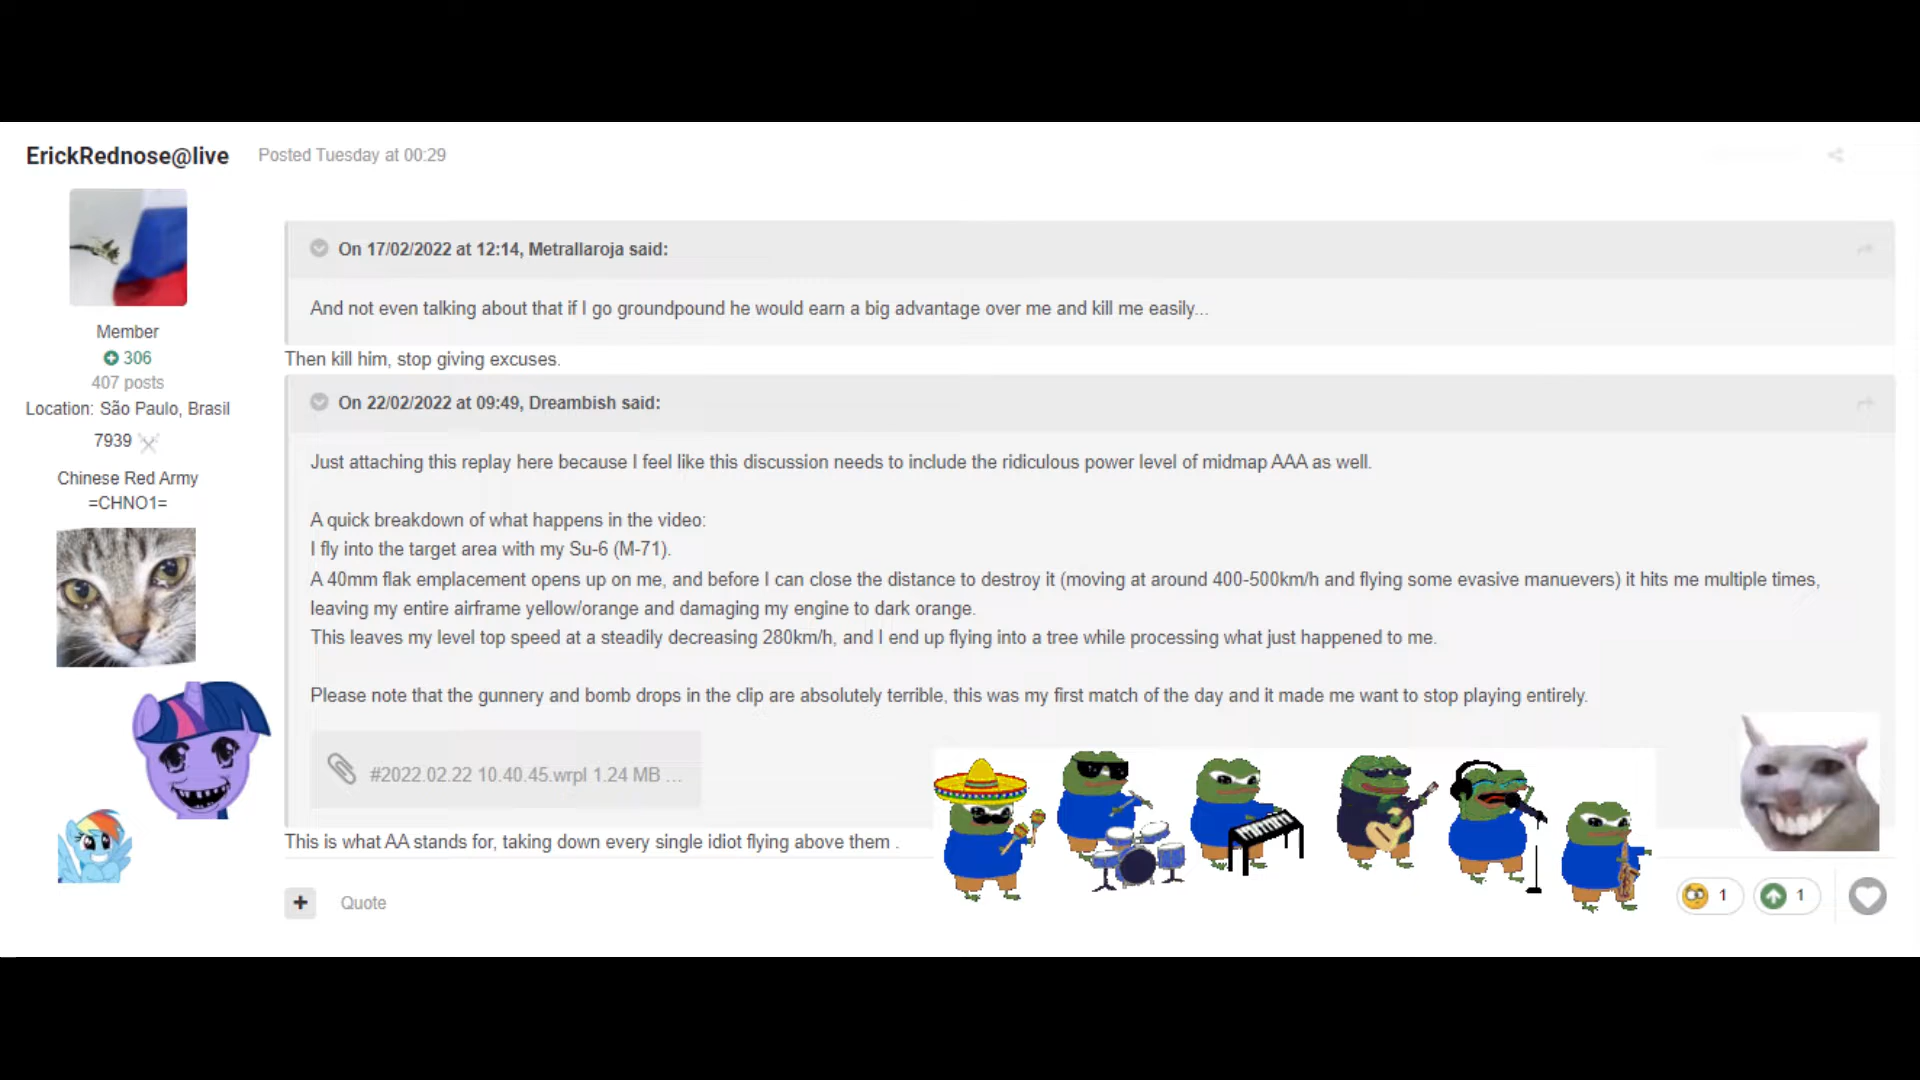 ErickRednose@live
Posted Tuesday at 00:29
Member
306
407 posts
Location: São Paulo, Brasil
7939
Chinese Red Army
=CHNO1=
On 17/02/2022 at 12:14, Metrallaroja said:
And not even talking about that if I go groundpound he would earn a big advantage over me and kill me easily...
Then kill him, stop giving excuses.
On 22/02/2022 at 09:49, Dreambish said:
Just attaching this replay here because I feel like this discussion needs to include the ridiculous power level of midmap AAA as well.
A quick breakdown of what happens in the video:
I fly into the target area with my Su-6 (M-71).
A 40mm flak emplacement opens up on me, and before I can close the distance to destroy it (moving at around 400-500km/h and flying some evasive manuevers) it hits me multiple times,
leaving my entire airframe yellow/orange and damaging my engine to dark orange.
This leaves my level top speed at a steadily decreasing 280km/h, and I end up flying into a tree while processing what just happened to me.
Please note that the gunnery and bomb drops in the clip are absolutely terrible, this was my first match of the day and it made me want to stop playing entirely.
#2022.02.22 10.40.45.wrpl 1.24 MB ...
This is what AA stands for, taking down every single idiot flying above them .
+ Quote
1
1